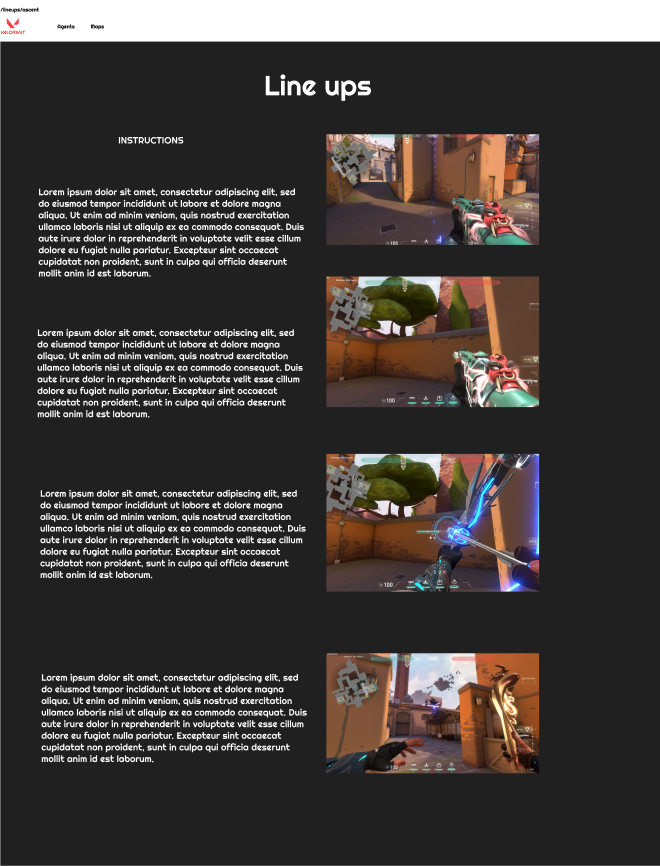 /lineups/ascent
VALORANT
Agents Maps
Line ups
INSTRUCTIONS
Lorem ipsum dolor sit amet, consectetur adipiscing elit, sed
do eiusmod tempor incididunt ut labore et dolore magna
aliqua. Ut enim ad minim veniam, quis nostrud exercitation
ullamco laboris nisi ut aliquip ex ea commodo consequat. Duis
aute irure dolor in reprehenderit in voluptate velit esse cillum
dolore eu fugiat nulla pariatur. Excepteur sint occaecat
cupidatat non proident, sunt in culpa qui officia deserunt
mollit anim id est laborum.
100
Lorem ipsum dolor sit amet, consectetur adipiscing elit, sed
do eiusmod tempor incididunt ut labore et dolore magna
aliqua. Ut enim ad minim veniam, quis nostrud exercitation
ullamco laboris nisi ut aliquip ex ea commodo consequat. Duis
aute irure dolor in reprehenderit in voluptate velit esse cillum
dolore eu fugiat nulla pariatur. Excepteur sint occaecat
cupidatat non proident, sunt in culpa qui officia deserunt
mollit anim id est laborum.
100
Lorem ipsum dolor sit amet, consectetur adipiscing elit, sed
do eiusmod tempor incididunt ut labore et dolore magna
aliqua. Ut enim ad minim veniam, quis nostrud exercitation
ullamco laboris nisi ut aliquip ex ea commodo consequat. Duis
aute irure dolor in reprehenderit in voluptate velit esse cillum
dolore eu fugiat nulla pariatur. Excepteur sint occaecat
cupidatat non proident, sunt in culpa qui officia deserunt
mollit anim id est laborum.
100
Lorem ipsum dolor sit amet, consectetur adipiscing elit, sed
do eiusmod tempor incididunt ut labore et dolore magna
aliqua. Ut enim ad minim veniam, quis nostrud exercitation
ullamco laboris nisi ut aliquip ex ea commodo consequat. Duis
aute irure dolor in reprehenderit in voluptate velit esse cillum
dolore eu fugiat nulla pariatur. Excepteur sint occaecat
cupidatat non proident, sunt in culpa qui officia deserunt
mollit anim id est laborum.
100